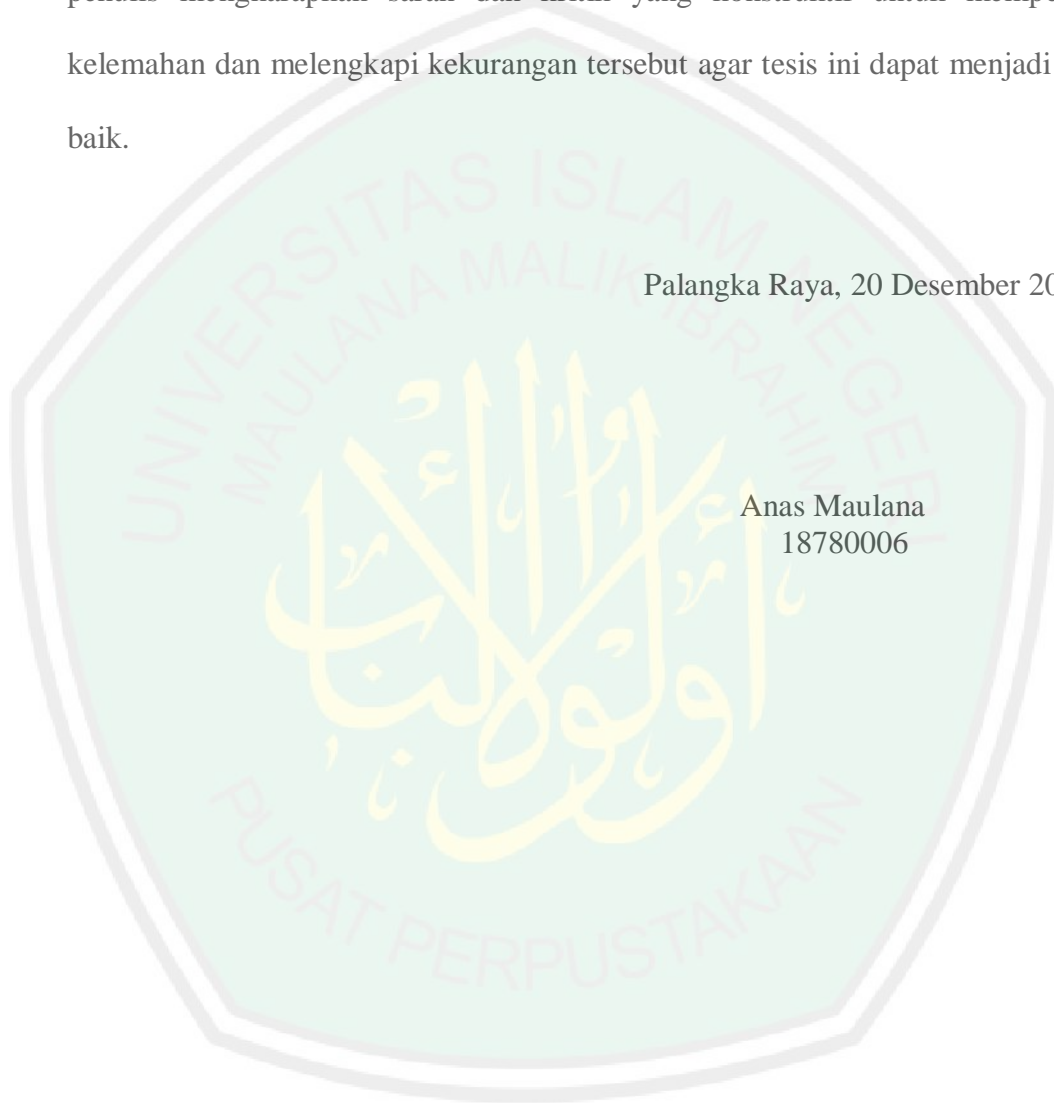 kelemahan dan melengkapi kekurangan tersebut agar tesis ini dapat menjadi
baik.
Palangka Raya, 20 Desember 20
Anas Maulana
18780006
UNIVERSITAS ISLAM NEGERI
MAULANA MALIK IBRAHIM
PUSAT PERPUSTAKAAN